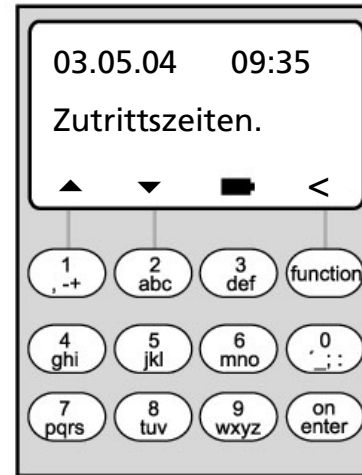 03.05.04 09:35
Zutrittszeiten.
<
1 2 3 function
, -+ abc def
4 5 6 0
ghi jkl mno ´_; :
7 8 9 on
pqrs tuv wxyz enter